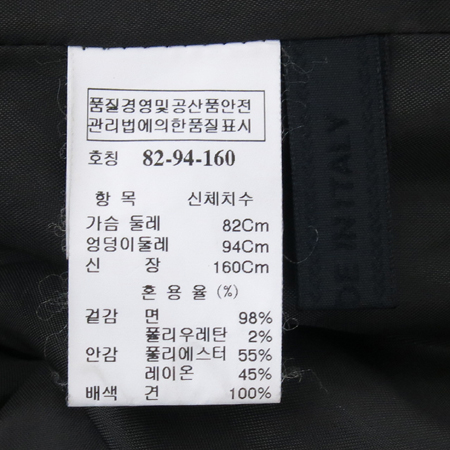 품질경영및공산품안전
관리법에의한품질표시
호칭 82-94-160
항 목 신체치수
가슴 둘레 82Cm
엉덩이둘레 94Cm
신 장 160Cm
혼 용 율 (%)
겉감 면 98%
폴리우레탄 2%
안감 폴리에스터 55%
레이온 45%
배색 견 100%
DE IN ITALY